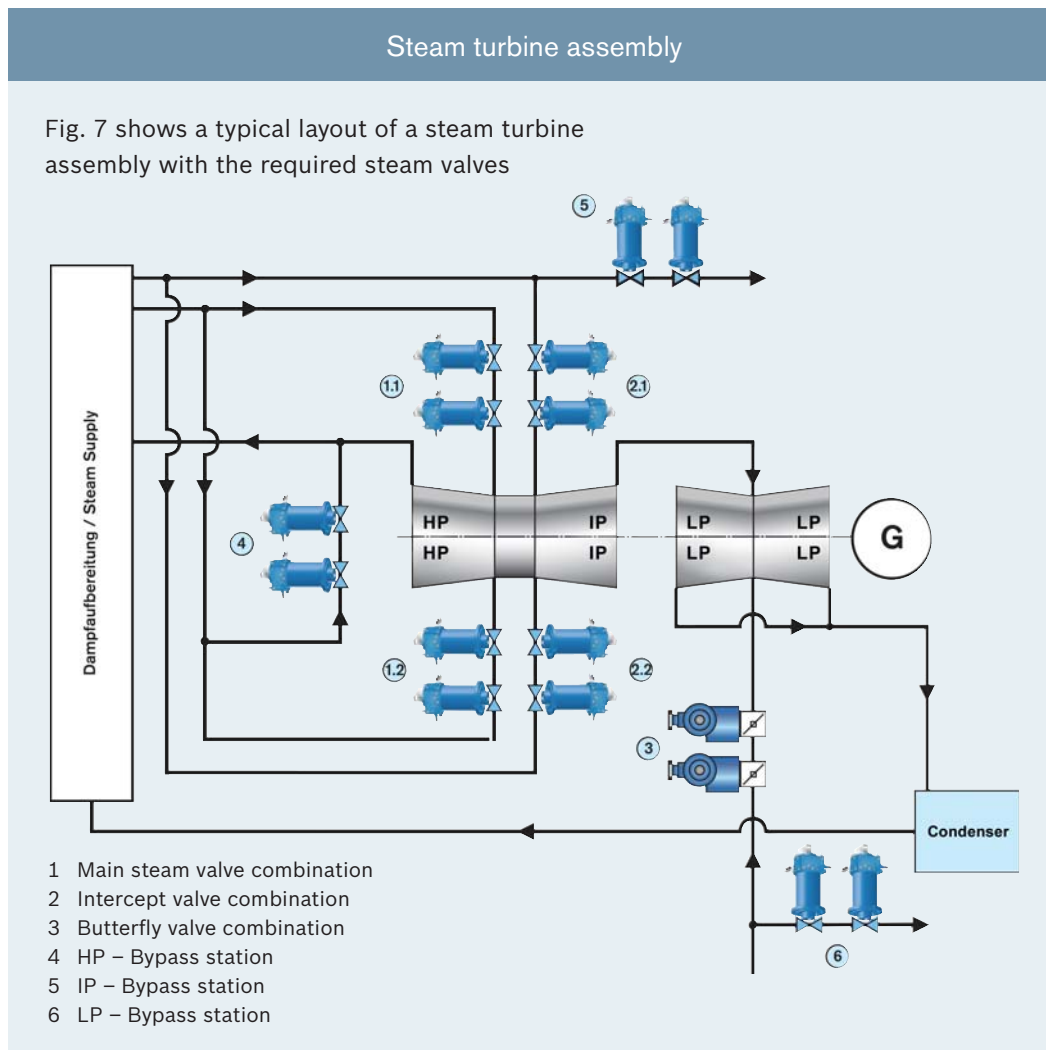 Steam turbine assembly
Fig. 7 shows a typical layout of a steam turbine
assembly with the required steam valves
5
1.1
2.1
Dampfaufbereitung / Steam Supply
4
HP
IP
HP
IP
LP
LP
LP
LP
G
1.2
2.2
3
Condenser
6
1 Main steam valve combination
2 Intercept valve combination
3 Butterfly valve combination
4 HP – Bypass station
5 IP – Bypass station
6 LP – Bypass station